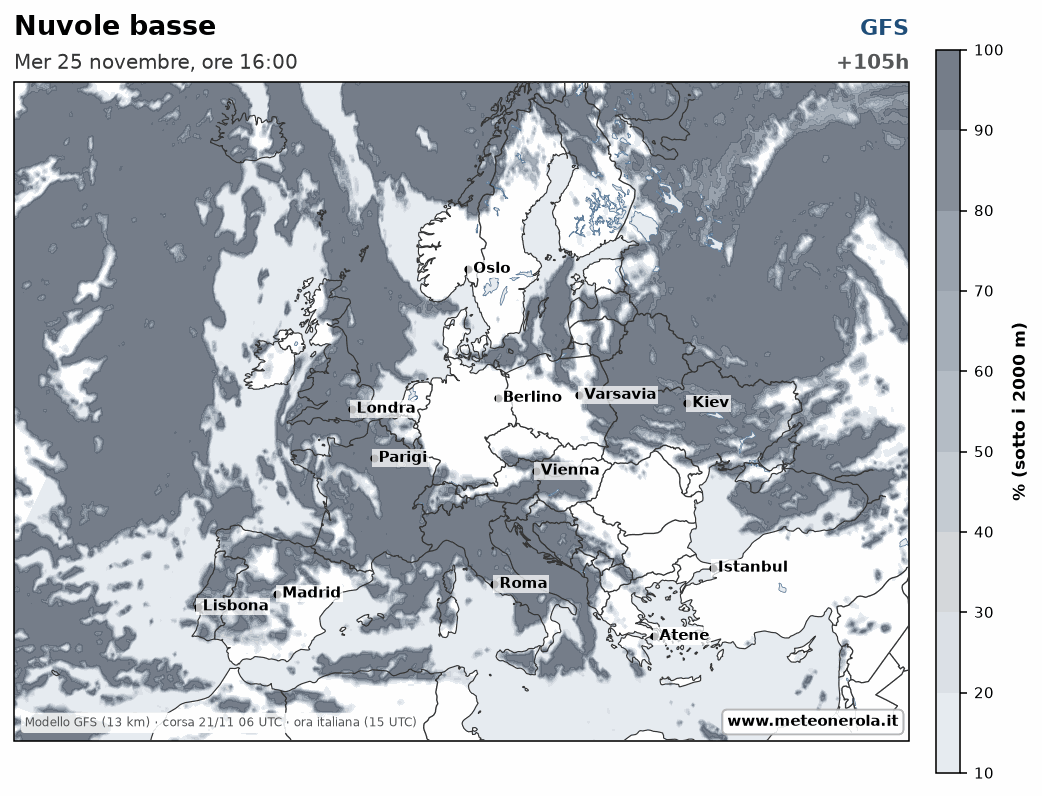 Nuvole basse
GFS
Mer 25 novembre, ore 16:00
+105h
100
90
80
70
60
50
40
30
20
10
% (sotto i 2000 m)
Oslo
Berlino
Varsavia
Londra
Kiev
Parigi
Vienna
Istanbul
Roma
Madrid
Lisbona
Atene
Modello GFS (13 km) · corsa 21/11 06 UTC · ora italiana (15 UTC)
www.meteonerola.it